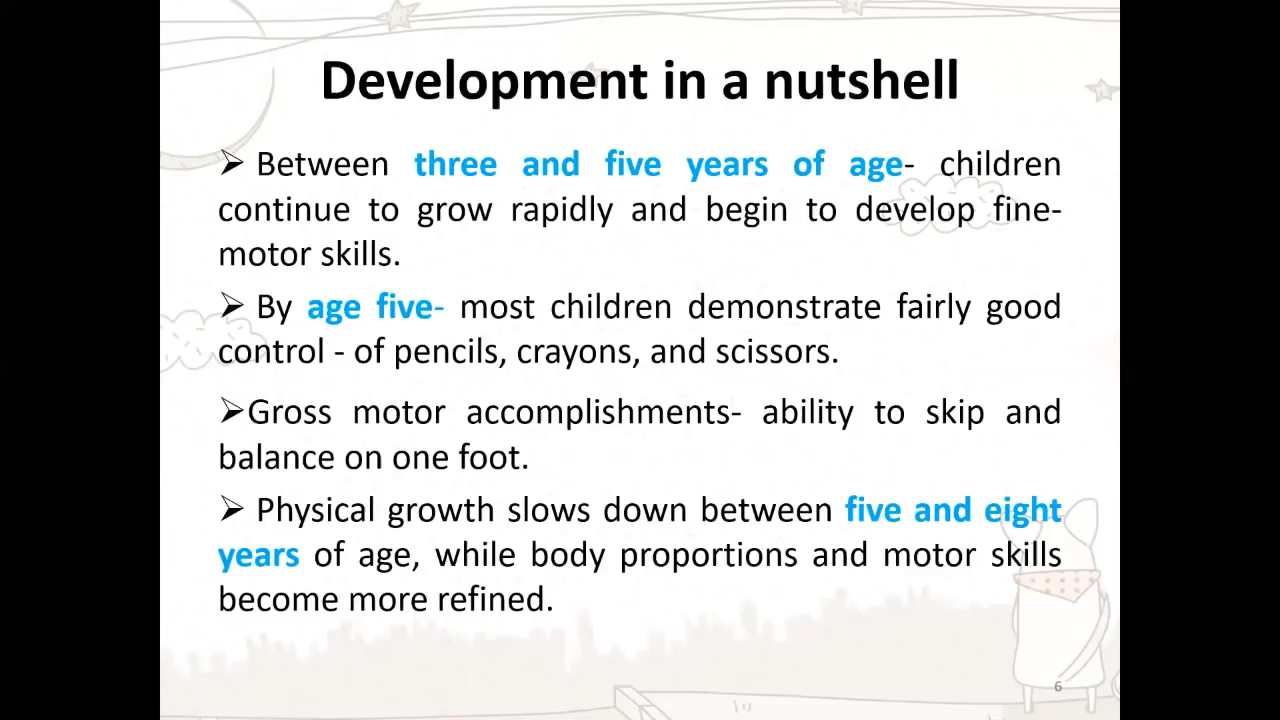 Development in a nutshell
➢ Between three and five years of age- children
continue to grow rapidly and begin to develop fine-
motor skills.
➢ By age five- most children demonstrate fairly good
control - of pencils, crayons, and scissors.
➢Gross motor accomplishments- ability to skip and
balance on one foot.
➢ Physical growth slows down between five and eight
years of age, while body proportions and motor skills
become more refined.
6